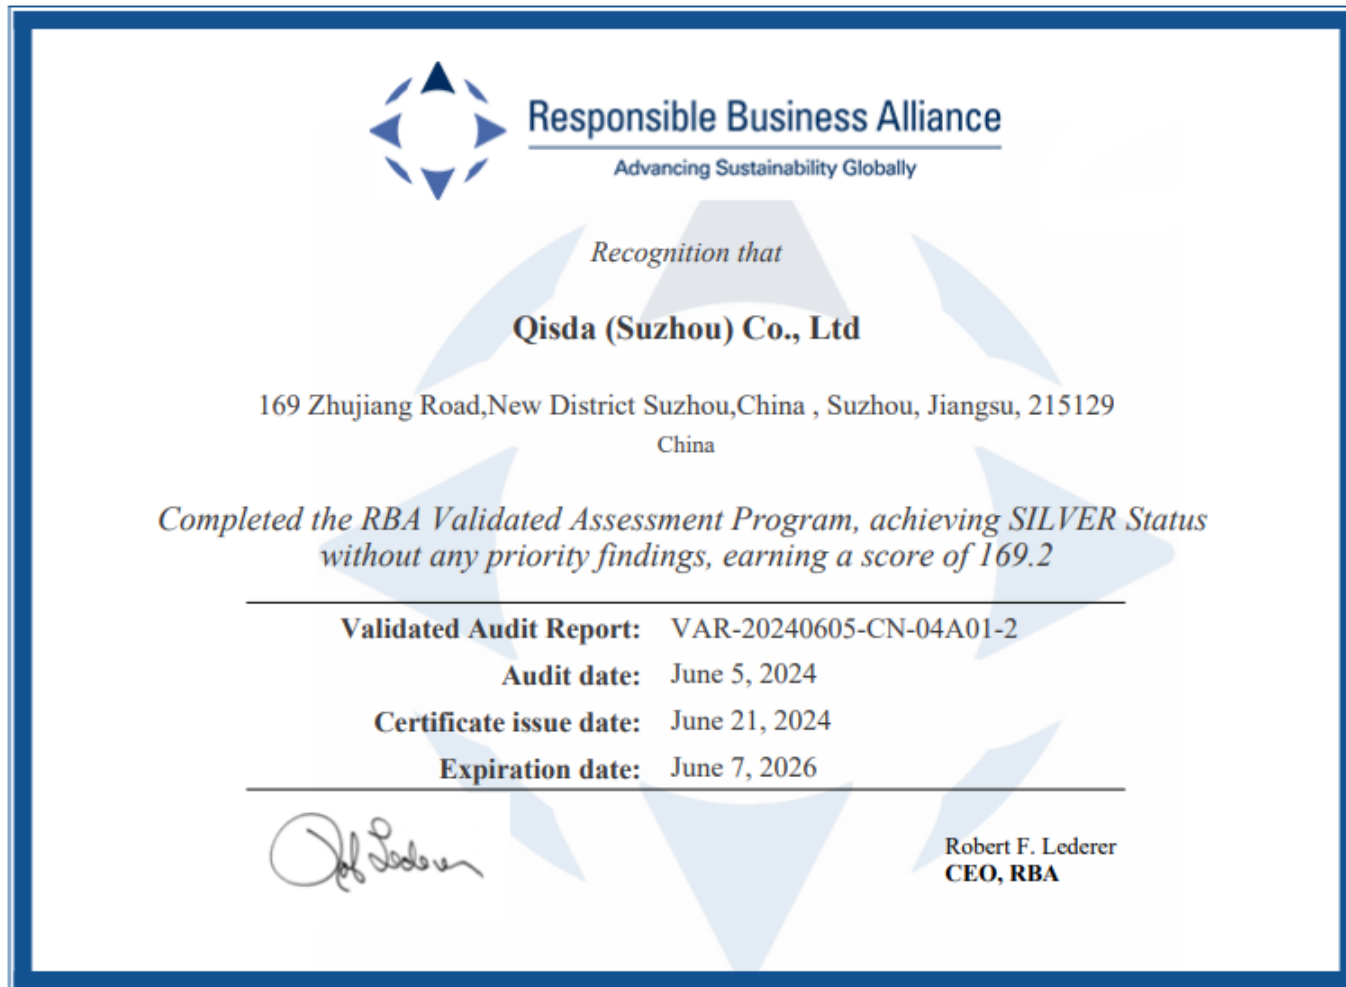 Responsible Business Alliance
Advancing Sustainability Globally
Recognition that
Qisda (Suzhou) Co., Ltd
169 Zhujiang Road,New District Suzhou,China , Suzhou, Jiangsu, 215129
China
Completed the RBA Validated Assessment Program, achieving SILVER Status
without any priority findings, earning a score of 169.2
Validated Audit Report: VAR-20240605-CN-04A01-2
Audit date: June 5, 2024
Certificate issue date: June 21, 2024
Expiration date: June 7, 2026
Rob Lederer
Robert F. Lederer
CEO, RBA